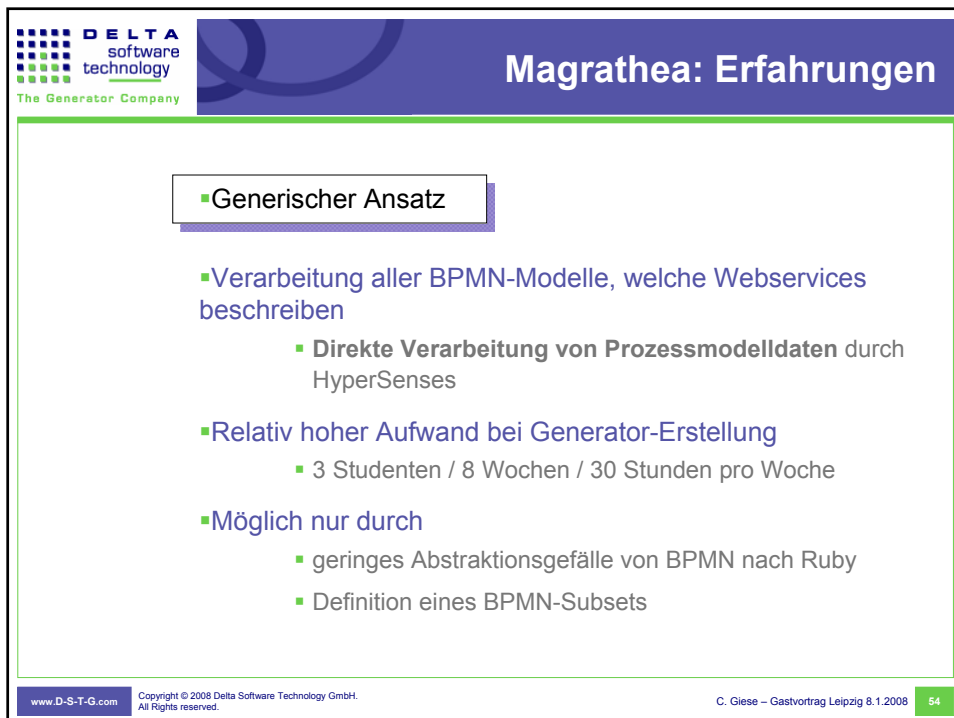 DELTA
software
technology
The Generator Company
Magrathea: Erfahrungen
▪Generischer Ansatz
▪Verarbeitung aller BPMN-Modelle, welche Webservices
beschreiben
▪ Direkte Verarbeitung von Prozessmodelldaten durch
HyperSenses
▪Relativ hoher Aufwand bei Generator-Erstellung
▪ 3 Studenten / 8 Wochen / 30 Stunden pro Woche
▪Möglich nur durch
▪ geringes Abstraktionsgefälle von BPMN nach Ruby
▪ Definition eines BPMN-Subsets
www.D-S-T-G.com
Copyright © 2008 Delta Software Technology GmbH.
All Rights reserved.
C. Giese – Gastvortrag Leipzig 8.1.2008
54